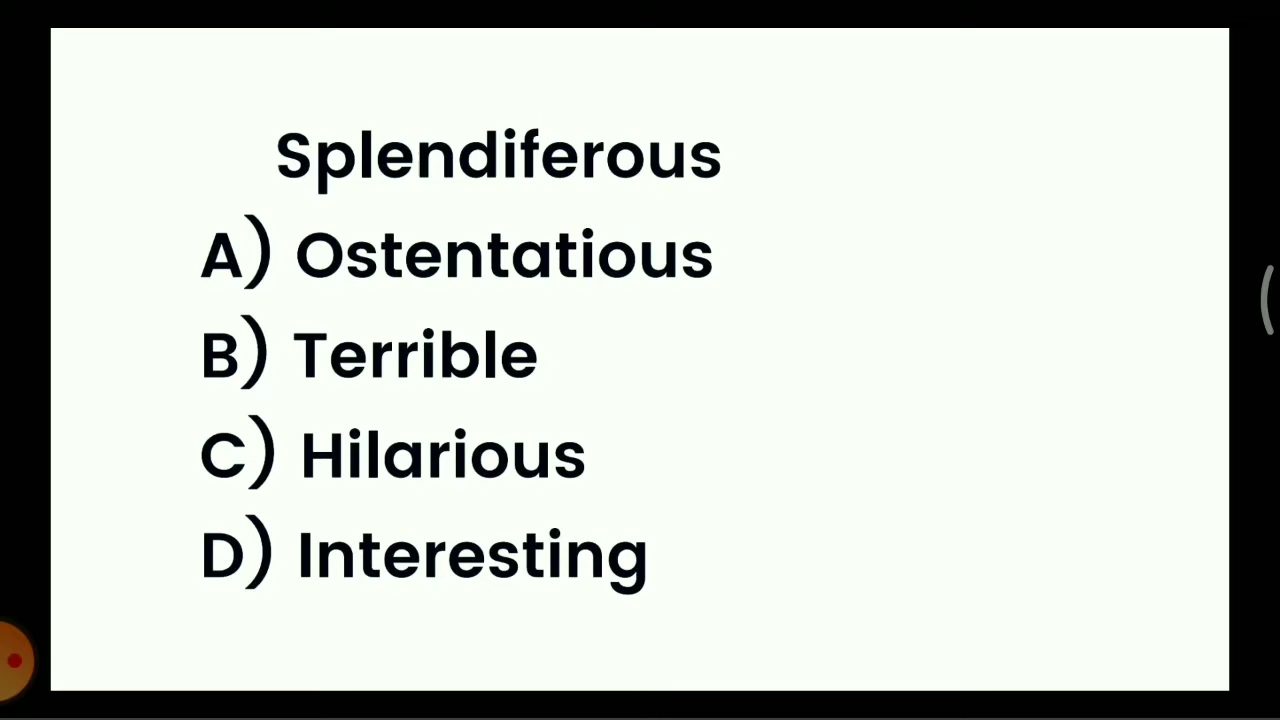 Splendiferous
A) Ostentatious
B) Terrible
C) Hilarious
D) Interesting